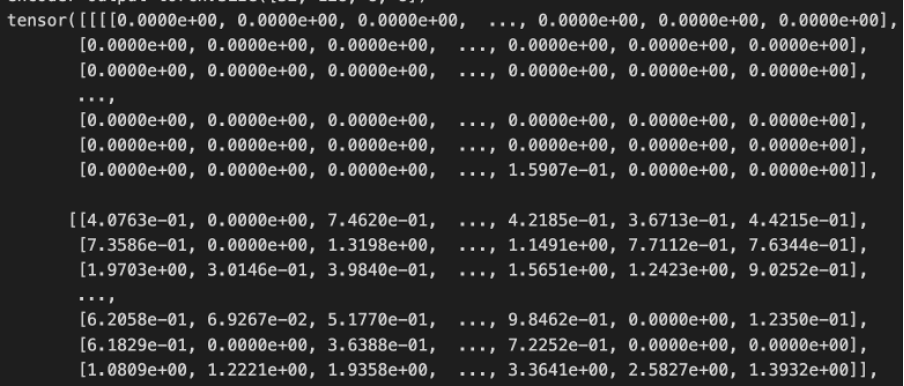 tensor([[[[0.0000e+00, 0.0000e+00, 0.0000e+00,  ..., 0.0000e+00, 0.0000e+00, 0.0000e+00],
[0.0000e+00, 0.0000e+00, 0.0000e+00,  ..., 0.0000e+00, 0.0000e+00, 0.0000e+00],
[0.0000e+00, 0.0000e+00, 0.0000e+00,  ..., 0.0000e+00, 0.0000e+00, 0.0000e+00],
...,
[0.0000e+00, 0.0000e+00, 0.0000e+00,  ..., 0.0000e+00, 0.0000e+00, 0.0000e+00],
[0.0000e+00, 0.0000e+00, 0.0000e+00,  ..., 0.0000e+00, 0.0000e+00, 0.0000e+00],
[0.0000e+00, 0.0000e+00, 0.0000e+00,  ..., 1.5907e-01, 0.0000e+00, 0.0000e+00]],
[[4.0763e-01, 0.0000e+00, 7.4620e-01,  ..., 4.2185e-01, 3.6713e-01, 4.4215e-01],
[7.3586e-01, 0.0000e+00, 1.3198e+00,  ..., 1.1491e+00, 7.7112e-01, 7.6344e-01],
[1.9703e+00, 3.0146e-01, 3.9840e-01,  ..., 1.5651e+00, 1.2423e+00, 9.0252e-01],
...,
[6.2058e-01, 6.9267e-02, 5.1770e-01,  ..., 9.8462e-01, 0.0000e+00, 1.2350e-01],
[6.1829e-01, 0.0000e+00, 3.6388e-01,  ..., 7.2252e-01, 0.0000e+00, 0.0000e+00],
[1.0809e+00, 1.2221e+00, 1.9358e+00,  ..., 3.3641e+00, 2.5827e+00, 1.3932e+00]],